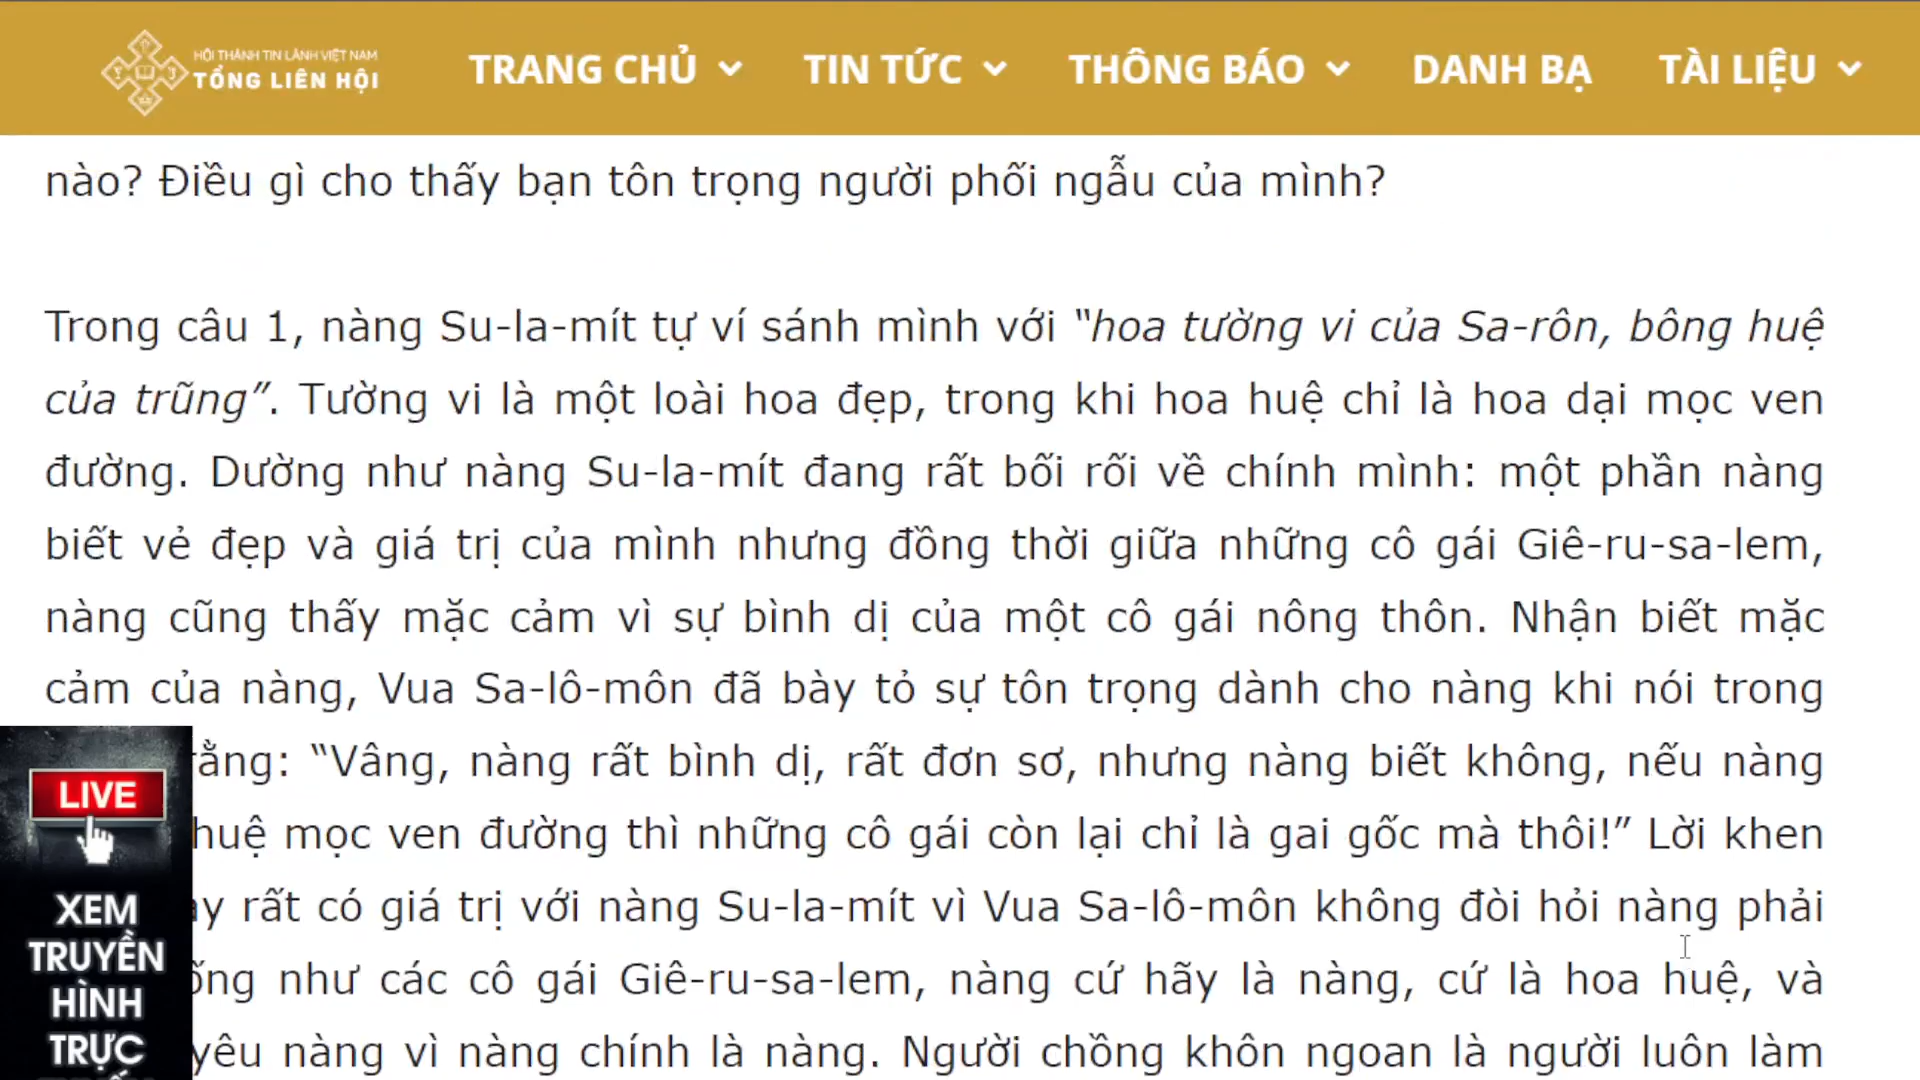 HỘI THÁNH TIN LÀNH VIỆT NAM
TỔNG LIÊN HỘI
TRANG CHỦ TIN TỨC THÔNG BÁO DANH BẠ TÀI LIỆU
nào? Điều gì cho thấy bạn tôn trọng người phối ngẫu của mình?
Trong câu 1, nàng Su-la-mít tự ví sánh mình với “hoa tường vi của Sa-rôn, bông huệ
của trũng”. Tường vi là một loài hoa đẹp, trong khi hoa huệ chỉ là hoa dại mọc ven
đường. Dường như nàng Su-la-mít đang rất bối rối về chính mình: một phần nàng
biết vẻ đẹp và giá trị của mình nhưng đồng thời giữa những cô gái Giê-ru-sa-lem,
nàng cũng thấy mặc cảm vì sự bình dị của một cô gái nông thôn. Nhận biết mặc
cảm của nàng, Vua Sa-lô-môn đã bày tỏ sự tôn trọng dành cho nàng khi nói trong
rằng: “Vâng, nàng rất bình dị, rất đơn sơ, nhưng nàng biết không, nếu nàng
huệ mọc ven đường thì những cô gái còn lại chỉ là gai gốc mà thôi!” Lời khen
rất có giá trị với nàng Su-la-mít vì Vua Sa-lô-môn không đòi hỏi nàng phải
như các cô gái Giê-ru-sa-lem, nàng cứ hãy là nàng, cứ là hoa huệ, và
yêu nàng vì nàng chính là nàng. Người chồng khôn ngoan là người luôn làm
LIVE
XEM
TRUYỀN
HÌNH
TRỰC